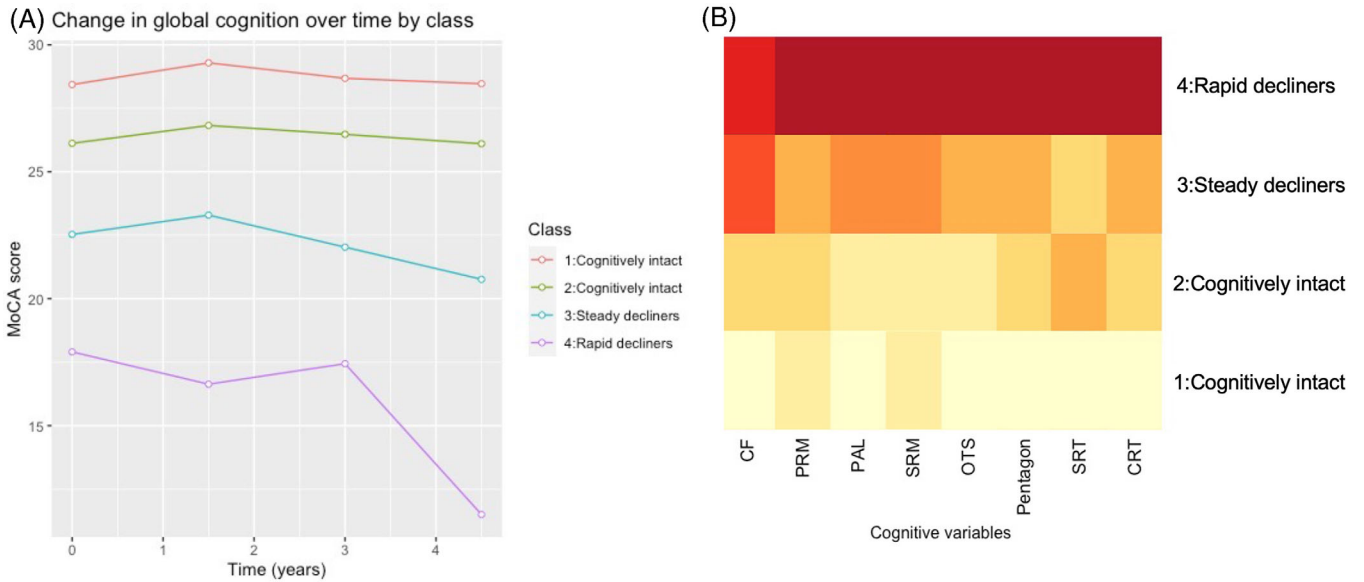 (A) Change in global cognition over time by class
30
25
20
15
MoCA score
0 1 2 3 4
Time (years)
Class
1:Cognitively intact
2:Cognitively intact
3:Steady decliners
4:Rapid decliners
(B)
4:Rapid decliners
3:Steady decliners
2:Cognitively intact
1:Cognitively intact
CF PRM PAL SRM OTS Pentagon SRT CRT
Cognitive variables